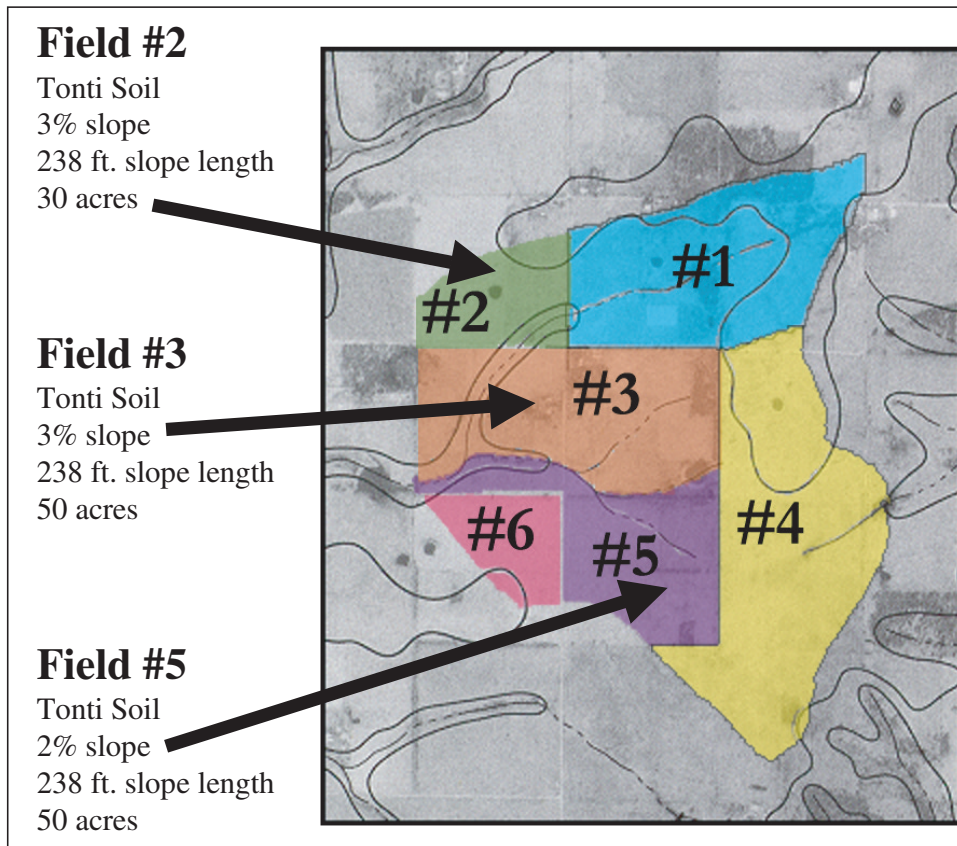 Field #2
Tonti Soil
3% slope
238 ft. slope length
30 acres
Field #3
Tonti Soil
3% slope
238 ft. slope length
50 acres
Field #5
Tonti Soil
2% slope
238 ft. slope length
50 acres
#1
#2
#3
#4
#6
#5